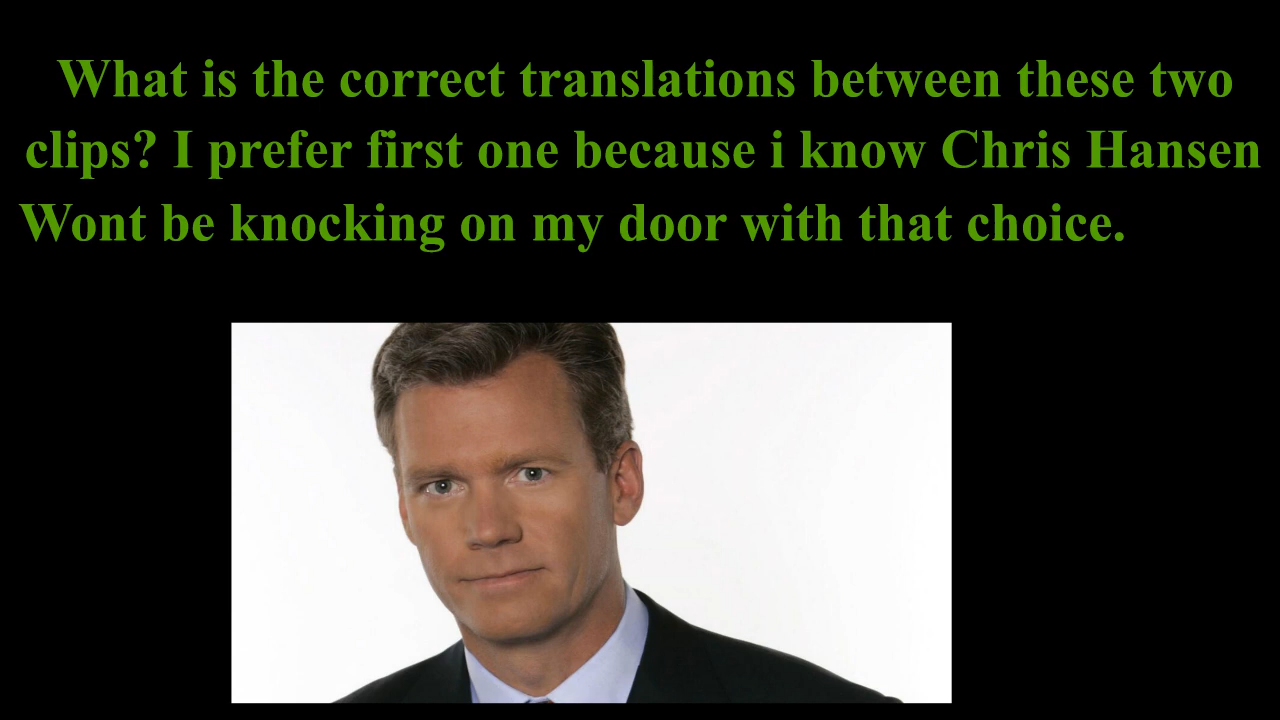 What is the correct translations between these two
clips? I prefer first one because i know Chris Hansen
Wont be knocking on my door with that choice.